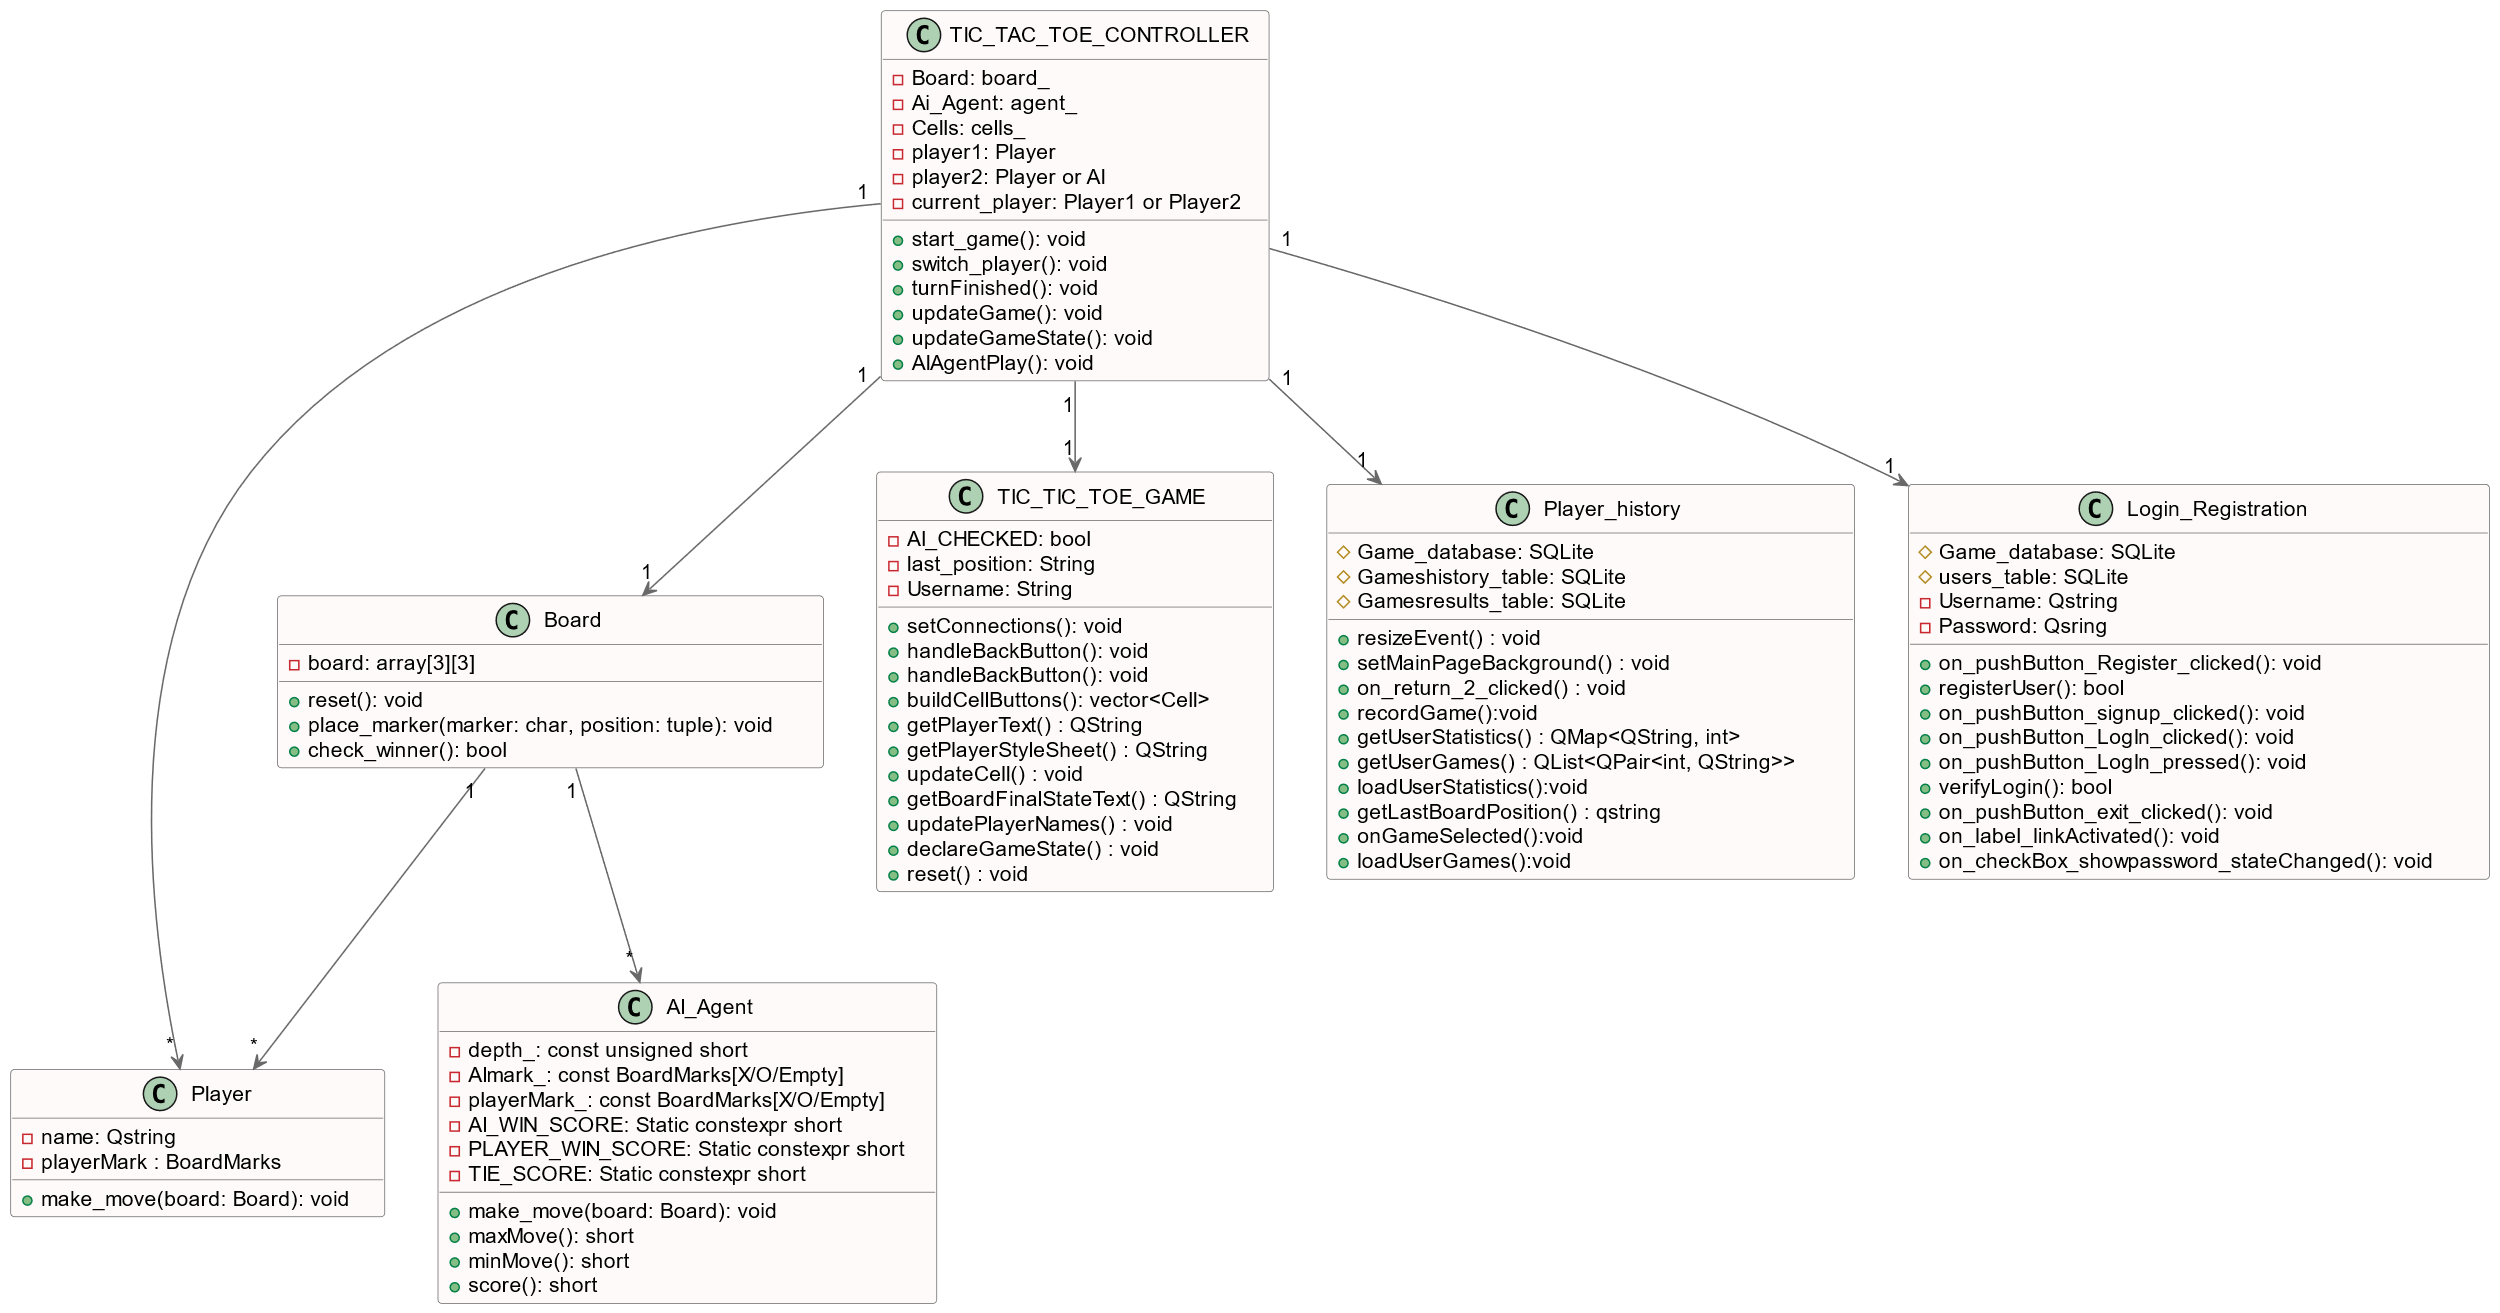 C TIC_TAC_TOE_CONTROLLER
Board: board_
Ai_Agent: agent_
Cells: cells_
player1: Player
player2: Player or AI
current_player: Player1 or Player2
start_game(): void
switch_player(): void
turnFinished(): void
updateGame(): void
updateGameState(): void
AIAgentPlay(): void
1
1
1
1
1
1
1
1
1
C Board
board: array[3][3]
reset(): void
place_marker(marker: char, position: tuple): void
check_winner(): bool
1
1
*
*
*
C TIC_TIC_TOE_GAME
AI_CHECKED: bool
last_position: String
Username: String
setConnections(): void
handleBackButton(): void
handleBackButton(): void
buildCellButtons(): vector<Cell>
getPlayerText() : QString
getPlayerStyleSheet() : QString
updateCell() : void
getBoardFinalStateText() : QString
updatePlayerNames() : void
declareGameState() : void
reset() : void
C Player_history
Game_database: SQLite
Gameshistory_table: SQLite
Gamesresults_table: SQLite
resizeEvent() : void
setMainPageBackground() : void
on_return_2_clicked() : void
recordGame():void
getUserStatistics() : QMap<QString, int>
getUserGames() : QList<QPair<int, QString>>
loadUserStatistics():void
getLastBoardPosition() : qstring
onGameSelected():void
loadUserGames():void
C Login_Registration
Game_database: SQLite
users_table: SQLite
Username: Qstring
Password: Qsring
on_pushButton_Register_clicked(): void
registerUser(): bool
on_pushButton_signup_clicked(): void
on_pushButton_LogIn_clicked(): void
on_pushButton_LogIn_pressed(): void
verifyLogin(): bool
on_pushButton_exit_clicked(): void
on_label_linkActivated(): void
on_checkBox_showpassword_stateChanged(): void
C Player
name: Qstring
playerMark : BoardMarks
make_move(board: Board): void
C AI_Agent
depth_: const unsigned short
AImark_: const BoardMarks[X/O/Empty]
playerMark_: const BoardMarks[X/O/Empty]
AI_WIN_SCORE: Static constexpr short
PLAYER_WIN_SCORE: Static constexpr short
TIE_SCORE: Static constexpr short
make_move(board: Board): void
maxMove(): short
minMove(): short
score(): short